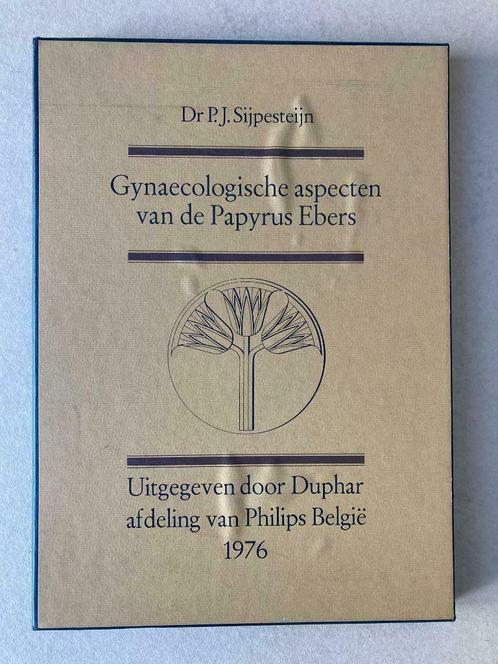 Dr P.J. Sijpesteijn
Gynaecologische aspecten
van de Papyrus Ebers
Uitgegeven door Duphar
afdeling van Philips België
1976